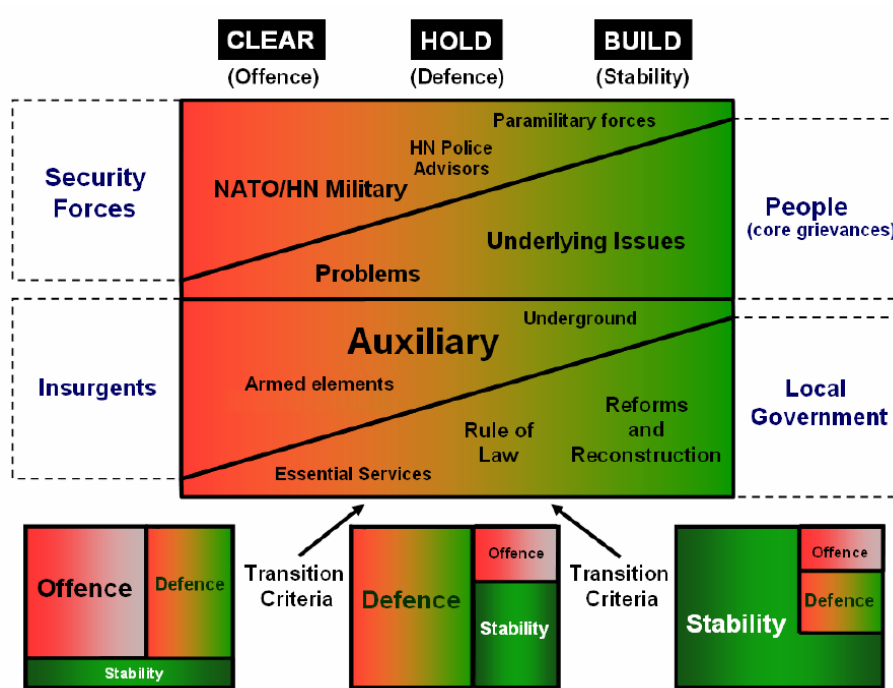 CLEAR
HOLD
BUILD
(Offence)
(Defence)
(Stability)
Security
Forces
NATO/HN Military
HN Police
Advisors
Paramilitary forces
Problems
Underlying Issues
People
(core grievances)
Insurgents
Auxiliary
Underground
Armed elements
Essential Services
Rule of
Law
Reforms
and
Reconstruction
Local
Government
Offence
Defence
Stability
Transition
Criteria
Defence
Offence
Stability
Transition
Criteria
Stability
Offence
Defence